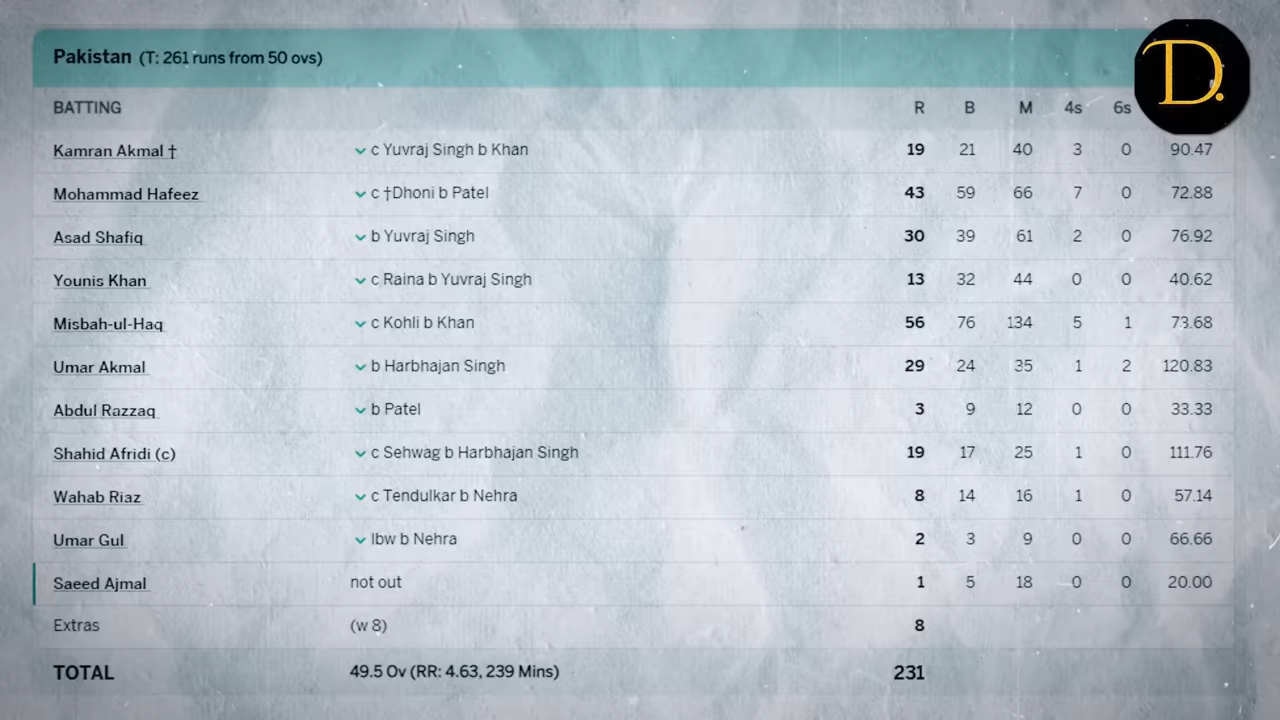 Pakistan (T: 261 runs from 50 ovs)
D.
BATTING R B M 4s 6s
Kamran Akmal † c Yuvraj Singh b Khan 19 21 40 3 0 90.47
Mohammad Hafeez c †Dhoni b Patel 43 59 66 7 0 72.88
Asad Shafiq b Yuvraj Singh 30 39 61 2 0 76.92
Younis Khan c Raina b Yuvraj Singh 13 32 44 0 0 40.62
Misbah-ul-Haq c Kohli b Khan 56 76 134 5 1 73.68
Umar Akmal b Harbhajan Singh 29 24 35 1 2 120.83
Abdul Razzaq b Patel 3 9 12 0 0 33.33
Shahid Afridi (c) c Sehwag b Harbhajan Singh 19 17 25 1 0 111.76
Wahab Riaz c Tendulkar b Nehra 8 14 16 1 0 57.14
Umar Gul lbw b Nehra 2 3 9 0 0 66.66
Saeed Ajmal not out 1 5 18 0 0 20.00
Extras (w 8) 8
TOTAL 49.5 Ov (RR: 4.63, 239 Mins) 231